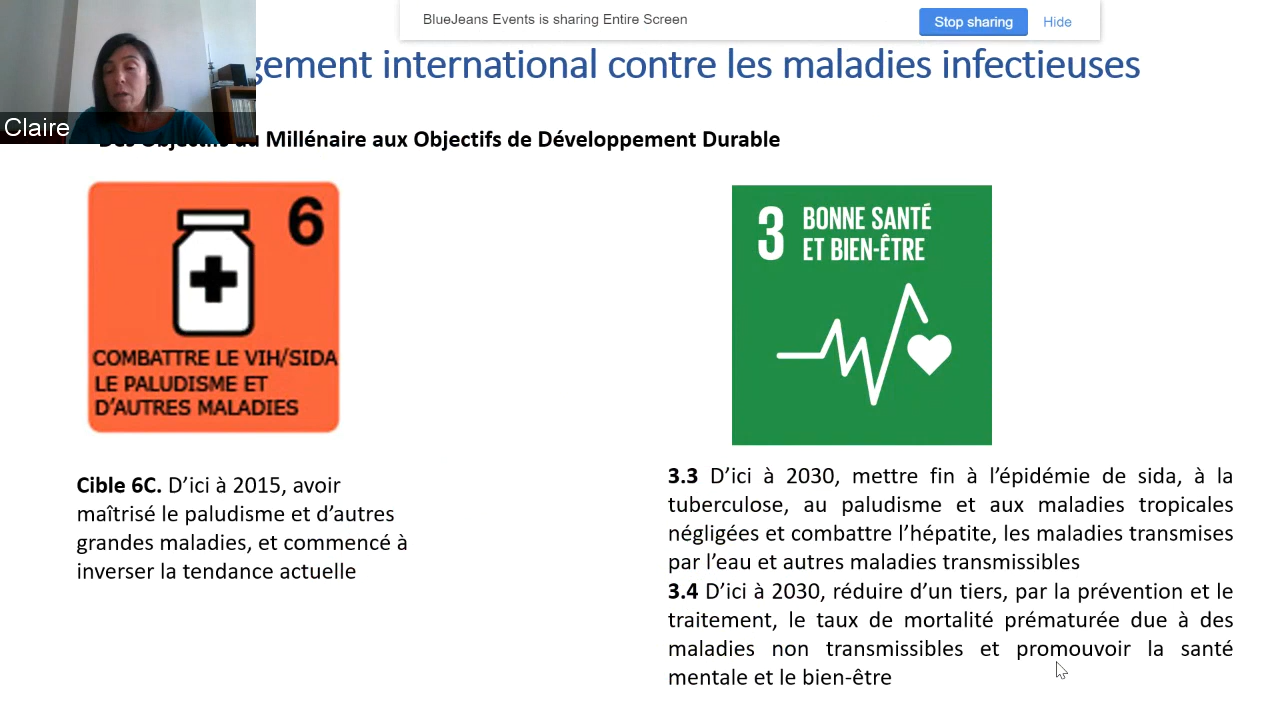 BlueJeans Events is sharing Entire Screen
Stop sharing
Hide
gement international contre les maladies infectieuses
Claire
Des Objectifs du Millénaire aux Objectifs de Développement Durable
6
COMBATTRE LE VIH/SIDA
LE PALUDISME ET
D'AUTRES MALADIES
3 BONNE SANTÉ
ET BIEN-ÊTRE
Cible 6C. D’ici à 2015, avoir
maîtrisé le paludisme et d’autres
grandes maladies, et commencé à
inverser la tendance actuelle
3.3 D’ici à 2030, mettre fin à l’épidémie de sida, à la
tuberculose, au paludisme et aux maladies tropicales
négligées et combattre l’hépatite, les maladies transmises
par l’eau et autres maladies transmissibles
3.4 D’ici à 2030, réduire d’un tiers, par la prévention et le
traitement, le taux de mortalité prématurée due à des
maladies non transmissibles et promouvoir la santé
mentale et le bien-être